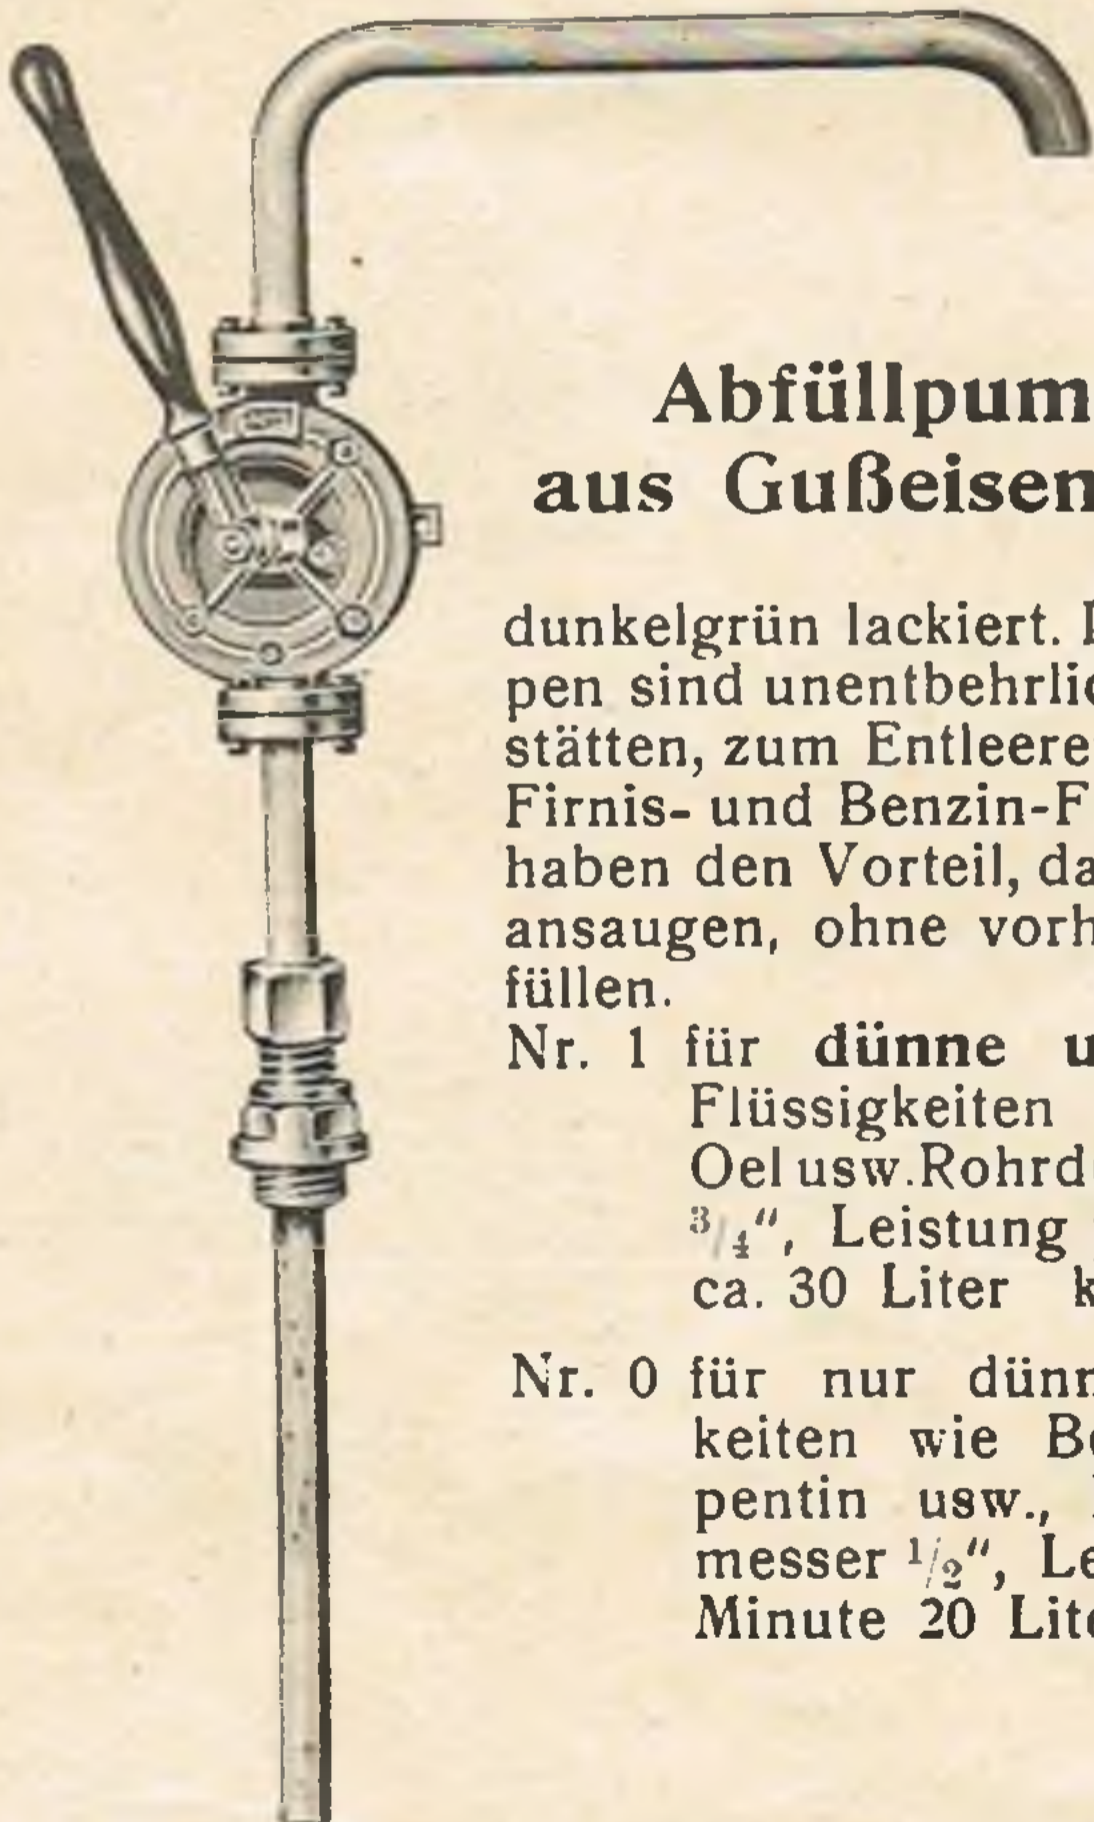 Abfüllpum
aus Gußeisen
dunkelgrün lackiert.
pen sind unentbehrlic
stätten, zum Entleere
Firnis- und Benzin-F
haben den Vorteil, da
ansaugen, ohne vorh
füllen.
Nr. 1 für dünne u
Flüssigkeiten
Oel usw. Rohrd
3/4“, Leistung
ca. 30 Liter k
Nr. 0 für nur dünn
keiten wie Be
pentin usw.,
messer 1/2“, Le
Minute 20 Lite